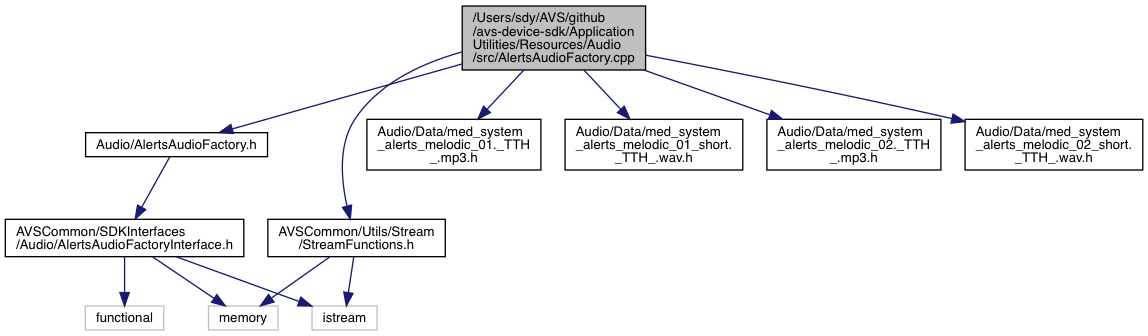 /Users/sdy/AVS/github
/avs-device-sdk/Application
Utilities/Resources/Audio
/src/AlertsAudioFactory.cpp
Audio/AlertsAudioFactory.h
Audio/Data/med_system
_alerts_melodic_01._TTH
_.mp3.h
Audio/Data/med_system
_alerts_melodic_01_short.
_TTH_.wav.h
Audio/Data/med_system
_alerts_melodic_02._TTH
_.mp3.h
Audio/Data/med_system
_alerts_melodic_02_short.
_TTH_.wav.h
AVSCommon/SDKInterfaces
/Audio/AlertsAudioFactoryInterface.h
AVSCommon/Utils/Stream
/StreamFunctions.h
functional
memory
istream